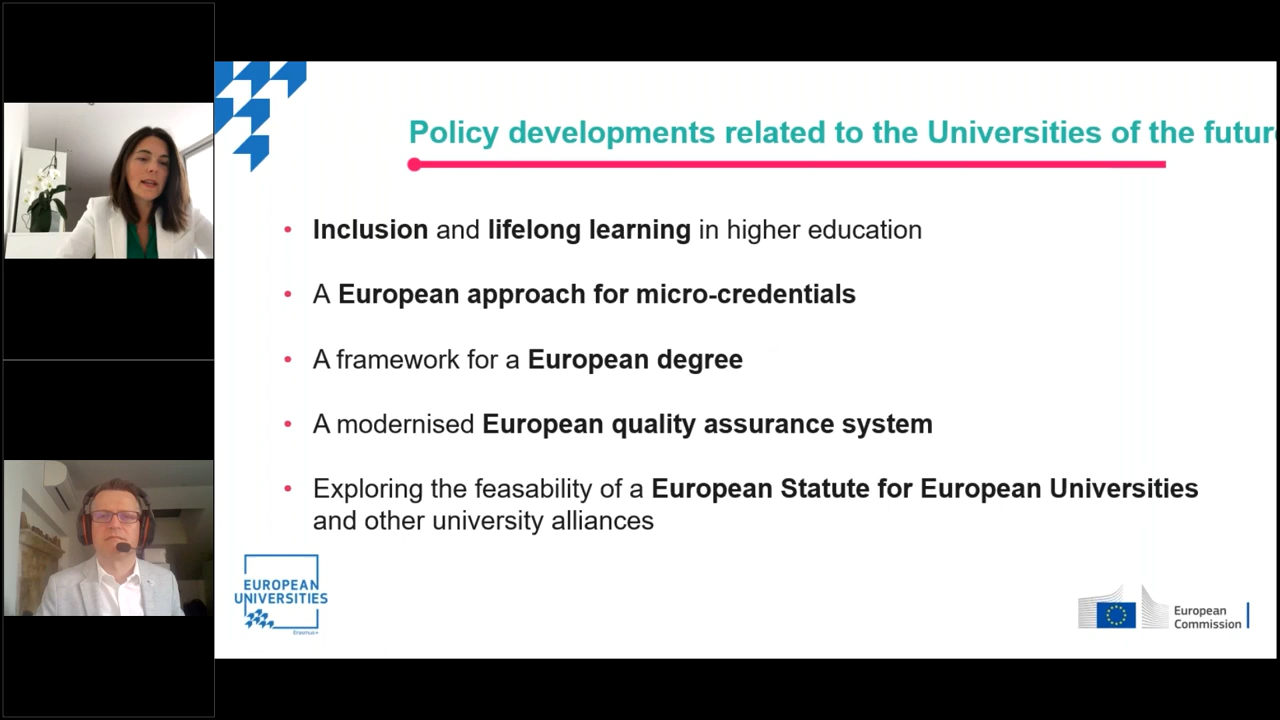 Policy developments related to the Universities of the futur
• Inclusion and lifelong learning in higher education
• A European approach for micro-credentials
• A framework for a European degree
• A modernised European quality assurance system
• Exploring the feasability of a European Statute for European Universities
and other university alliances
EUROPEAN
UNIVERSITIES
Erasmus+
European
Commission